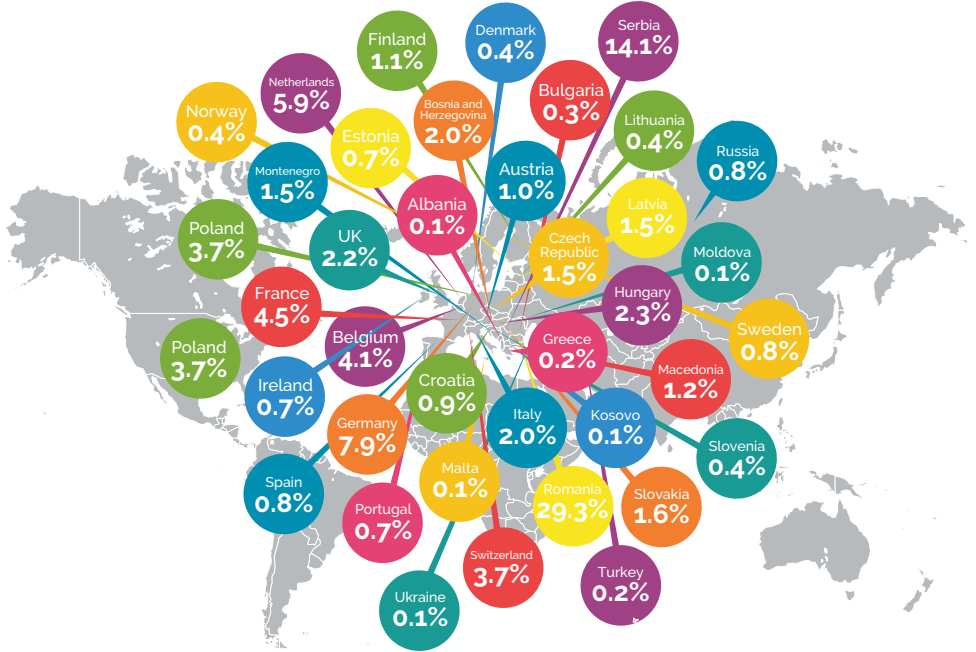 Denmark
0.4%
Serbia
14.1%
Finland
1.1%
Netherlands
5.9%
Bulgaria
0.3%
Bosnia and
Herzegovina
2.0%
Norway
0.4%
Lithuania
0.4%
Estonia
0.7%
Russia
0.8%
Montenegro
1.5%
Austria
1.0%
Albania
0.1%
Latvia
1.5%
Poland
3.7%
UK
2.2%
Czech
Republic
1.5%
Moldova
0.1%
France
4.5%
Hungary
2.3%
Belgium
4.1%
Sweden
0.8%
Poland
3.7%
Greece
0.2%
Macedonia
1.2%
Ireland
0.7%
Croatia
0.9%
Italy
2.0%
Kosovo
0.1%
Germany
7.9%
Slovenia
0.4%
Malta
0.1%
Spain
0.8%
Romania
29.3%
Slovakia
1.6%
Portugal
0.7%
Switzerland
3.7%
Turkey
0.2%
Ukraine
0.1%